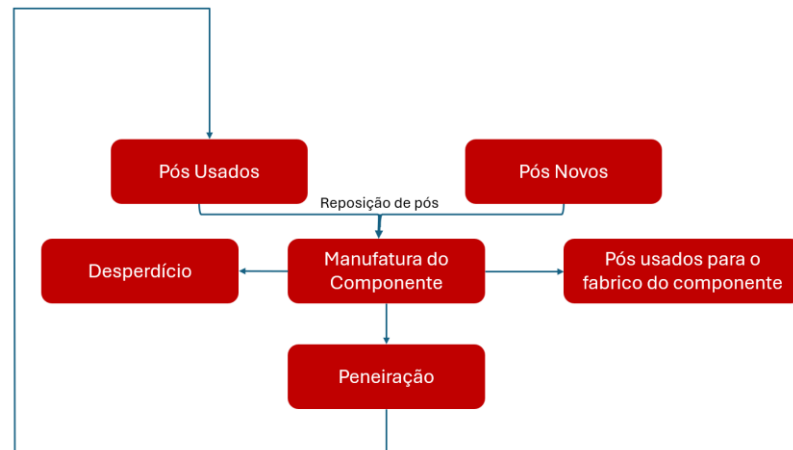 Pós Usados
Pós Novos
Reposição de pós
Desperdício
Manufatura do
Componente
Pós usados para o
fabrico do componente
Peneiração